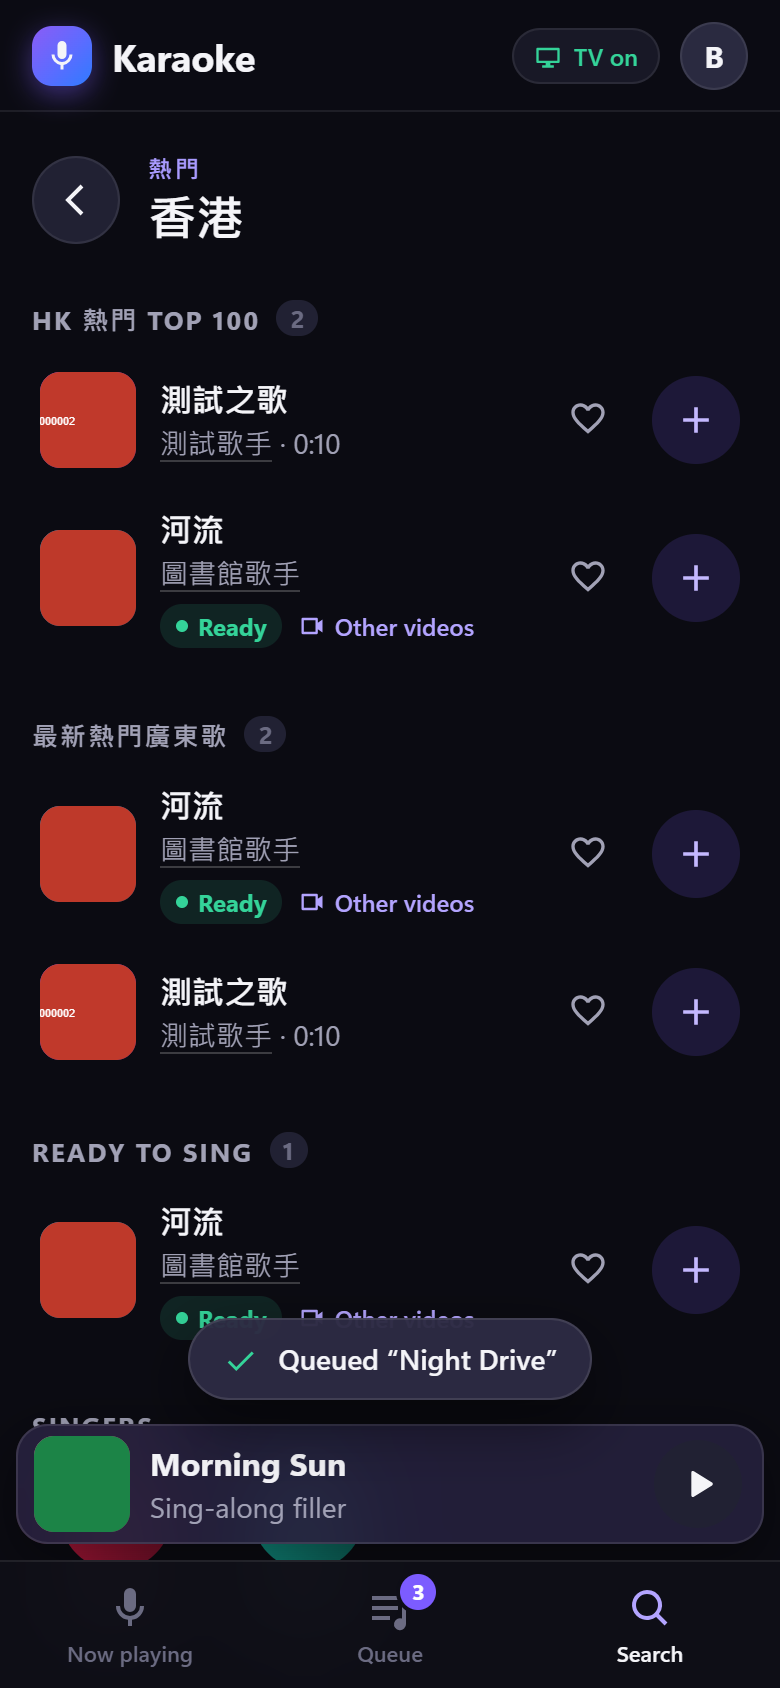 Karaoke
TV on
B
熱門
香港
HK 熱門 TOP 100 2
000002
測試之歌
測試歌手 · 0:10
河流
圖書館歌手
Ready
Other videos
最新熱門廣東歌 2
河流
圖書館歌手
Ready
Other videos
000002
測試之歌
測試歌手 · 0:10
READY TO SING 1
河流
圖書館歌手
Ready
Other videos
Queued “Night Drive”
SINGERS
Morning Sun
Sing-along filler
3
Now playing
Queue
Search